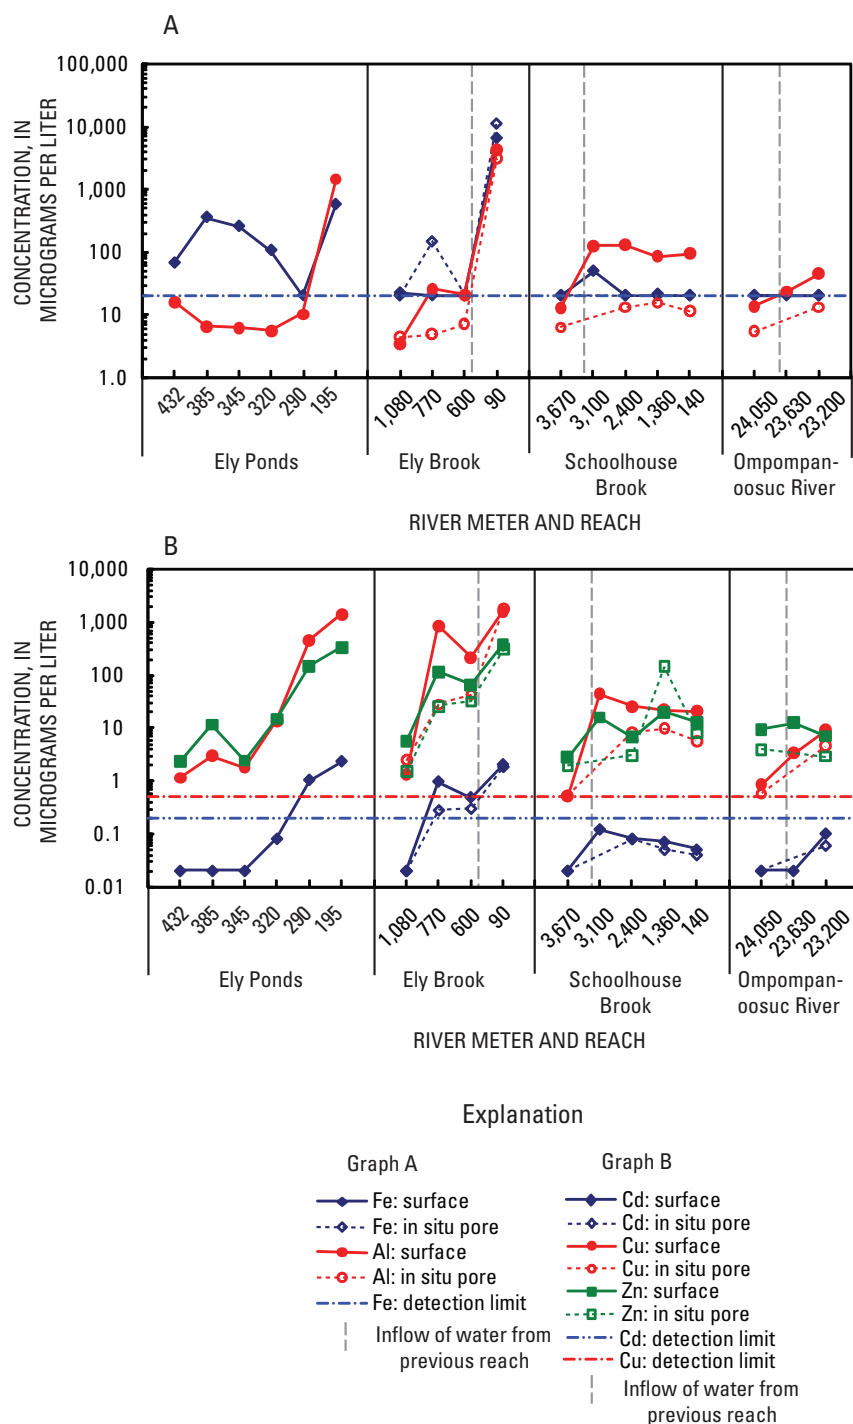 A
CONCENTRATION, IN
MICROGRAMS PER LITER
100,000
10,000
1,000
100
10
1.0
432 385 345 320 290 195 1,080 770 600 90 3,670 3,100 2,400 1,360 140 24,050 23,630 23,200
Ely Ponds Ely Brook Schoolhouse Ompompan-
Brook oosuc River
RIVER METER AND REACH
B
CONCENTRATION, IN
MICROGRAMS PER LITER
10,000
1,000
100
10
1
0.1
0.01
432 385 345 320 290 195 1,080 770 600 90 3,670 3,100 2,400 1,360 140 24,050 23,630 23,200
Ely Ponds Ely Brook Schoolhouse Ompompan-
Brook oosuc River
RIVER METER AND REACH
Explanation
Graph A
Fe: surface
Fe: in situ pore
Al: surface
Al: in situ pore
Fe: detection limit
Inflow of water from
previous reach
Graph B
Cd: surface
Cd: in situ pore
Cu: surface
Cu: in situ pore
Zn: surface
Zn: in situ pore
Cd: detection limit
Cu: detection limit
Inflow of water from
previous reach